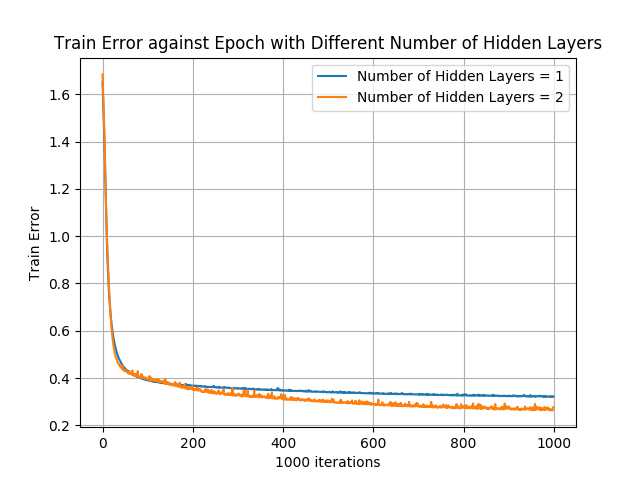 Train Error against Epoch with Different Number of Hidden Layers
Number of Hidden Layers = 1
Number of Hidden Layers = 2
1.6
1.4
1.2
1.0
0.8
0.6
0.4
0.2
Train Error
0 200 400 600 800 1000
1000 iterations